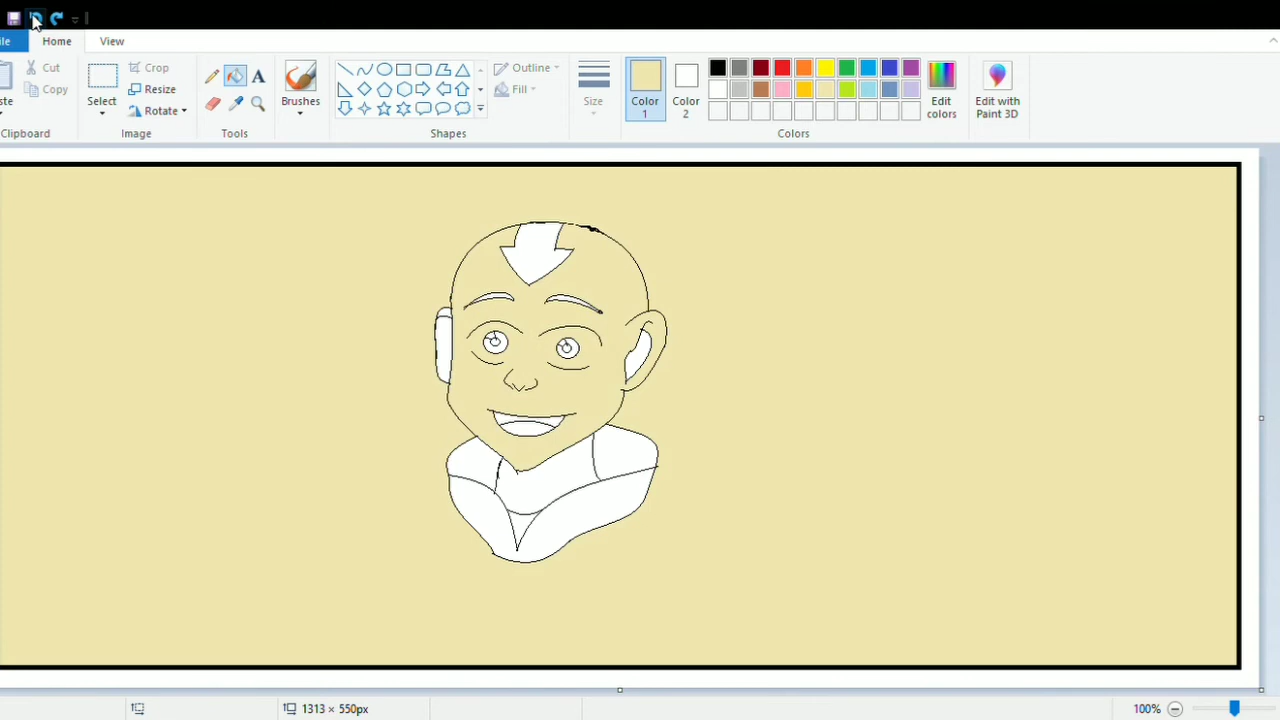 ile
Home
View
ste
Cut
Copy
Clipboard
Select
Crop
Resize
Rotate
Image
A
Tools
Brushes
Outline
Fill
Shapes
Size
Color
1
Color
2
Edit
colors
Colors
Edit with
Paint 3D
1313 × 550px
100%